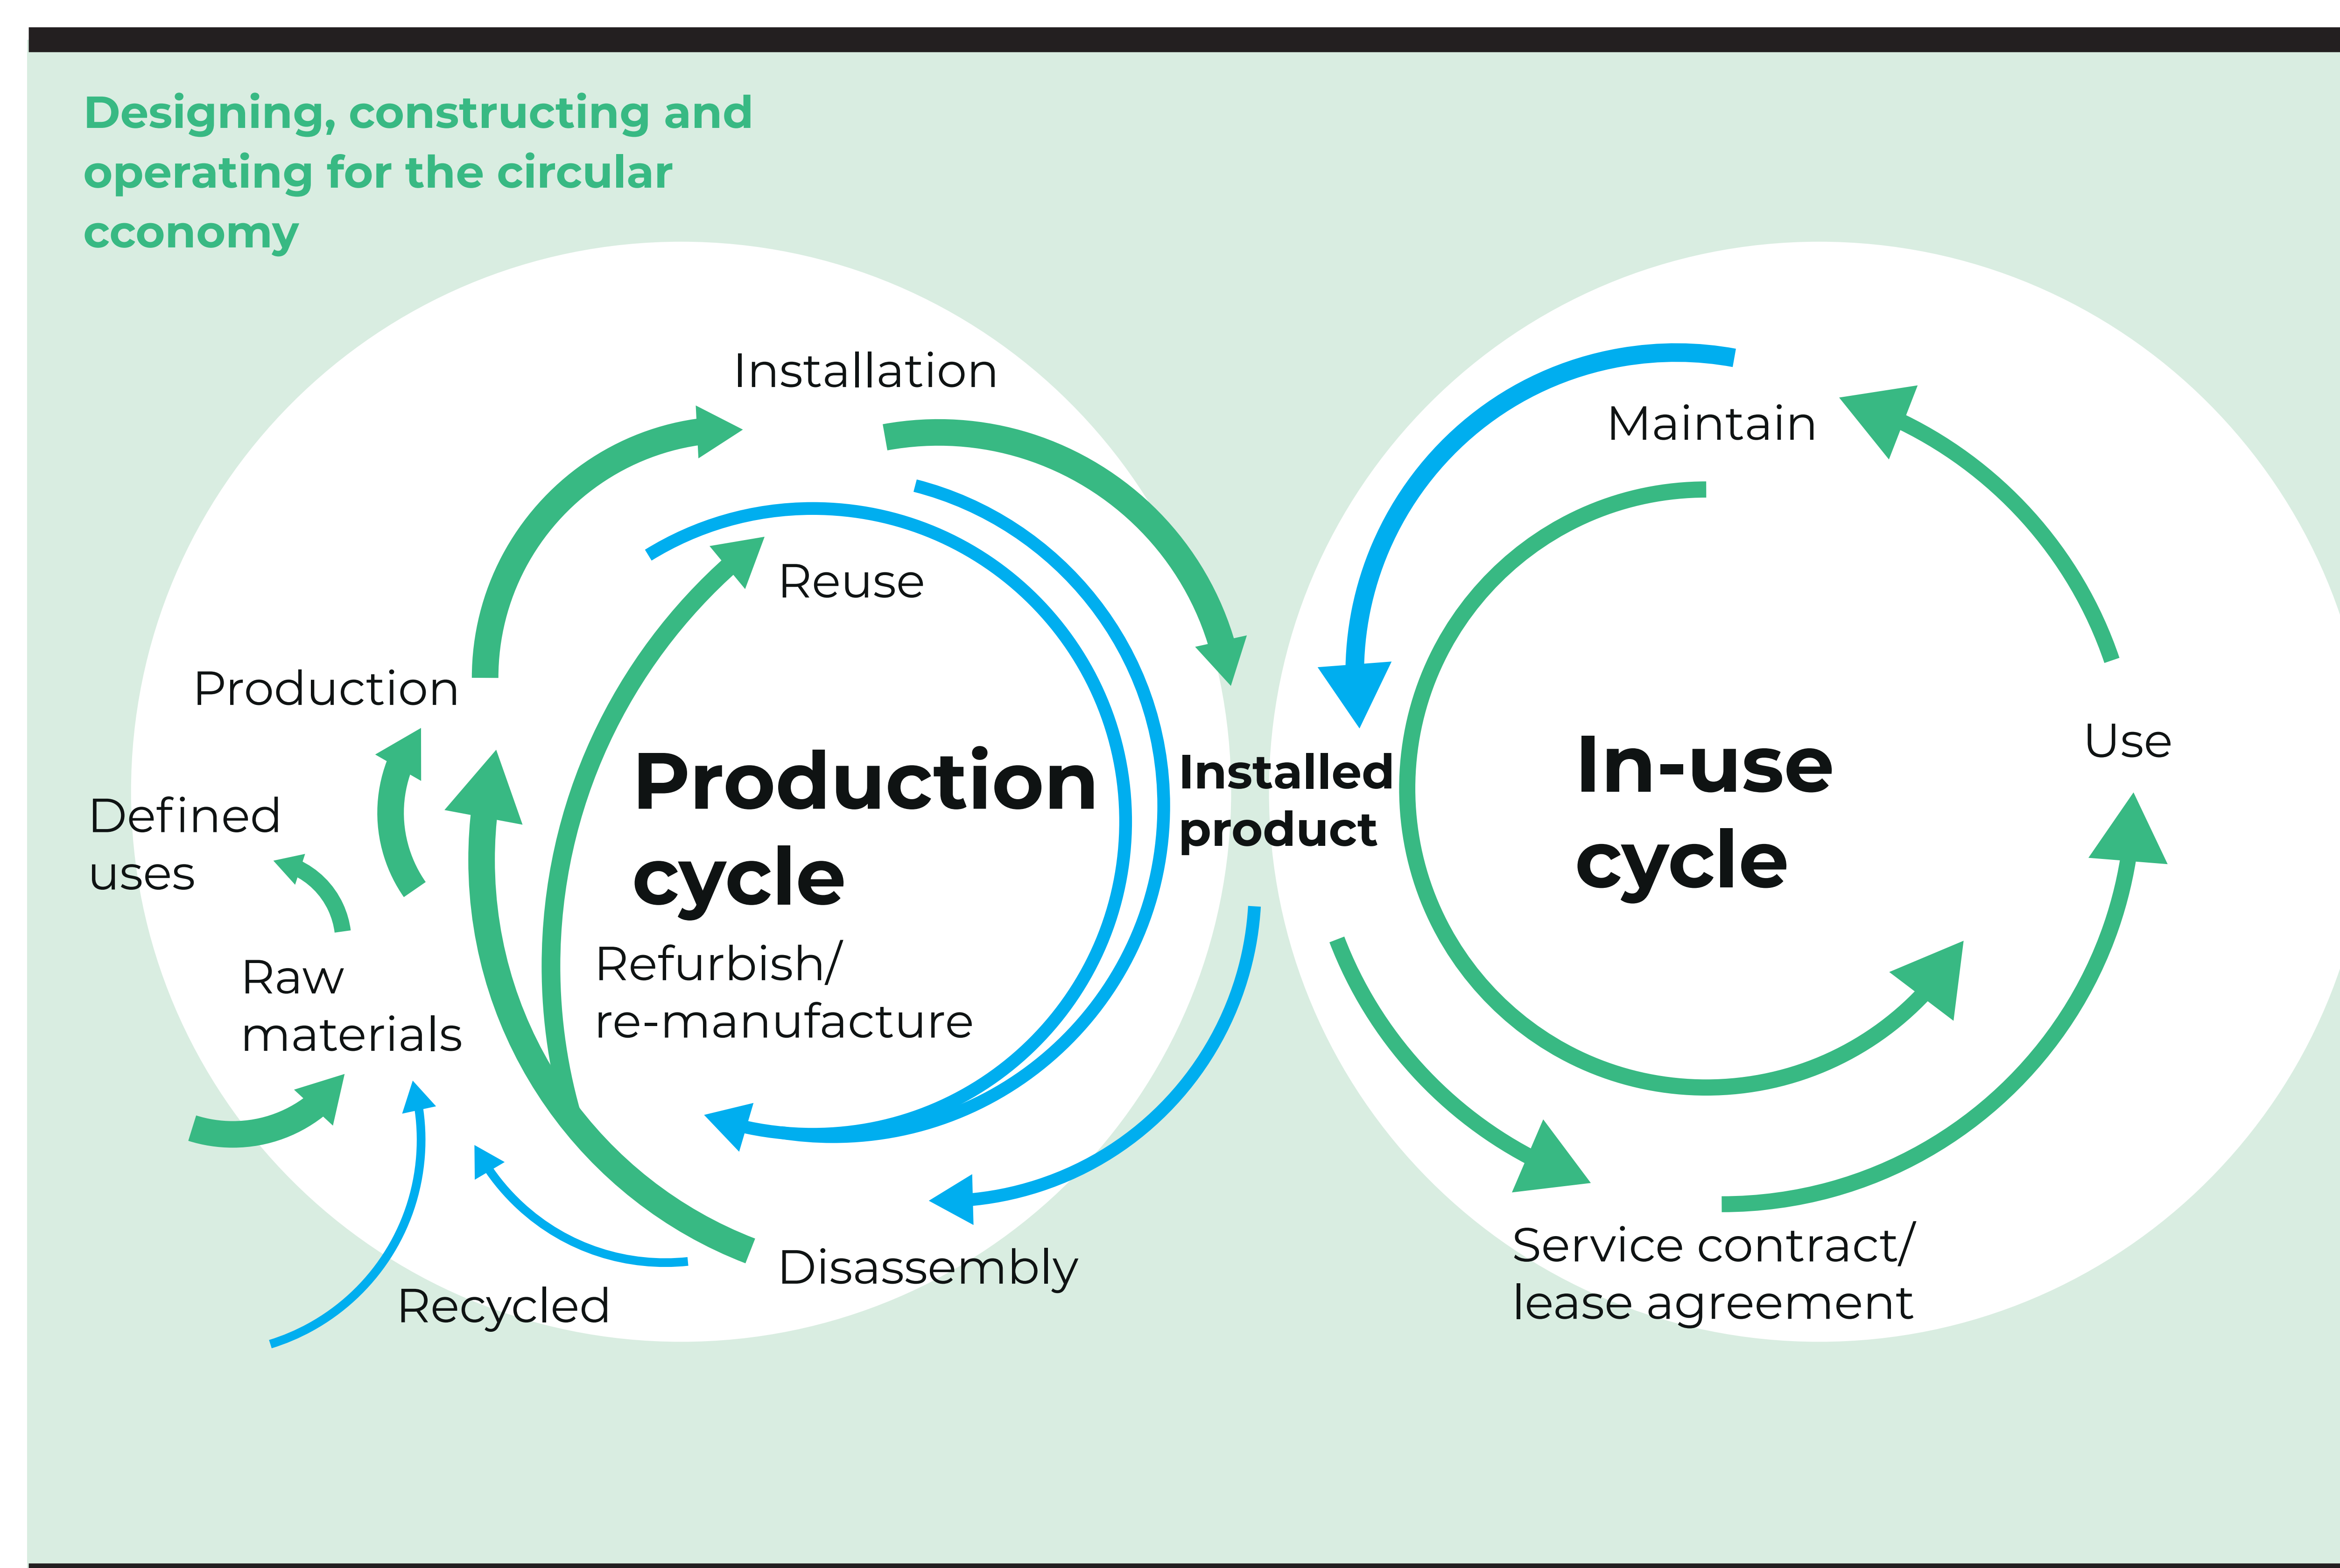 Designing, constructing and
operating for the circular
cconomy
Installation
Maintain
Reuse
Production
Use
Production
cycle
Installed
product
In-use
cycle
Defined
uses
Raw
materials
Refurbish/
re-manufacture
Disassembly
Recycled
Service contract/
lease agreement